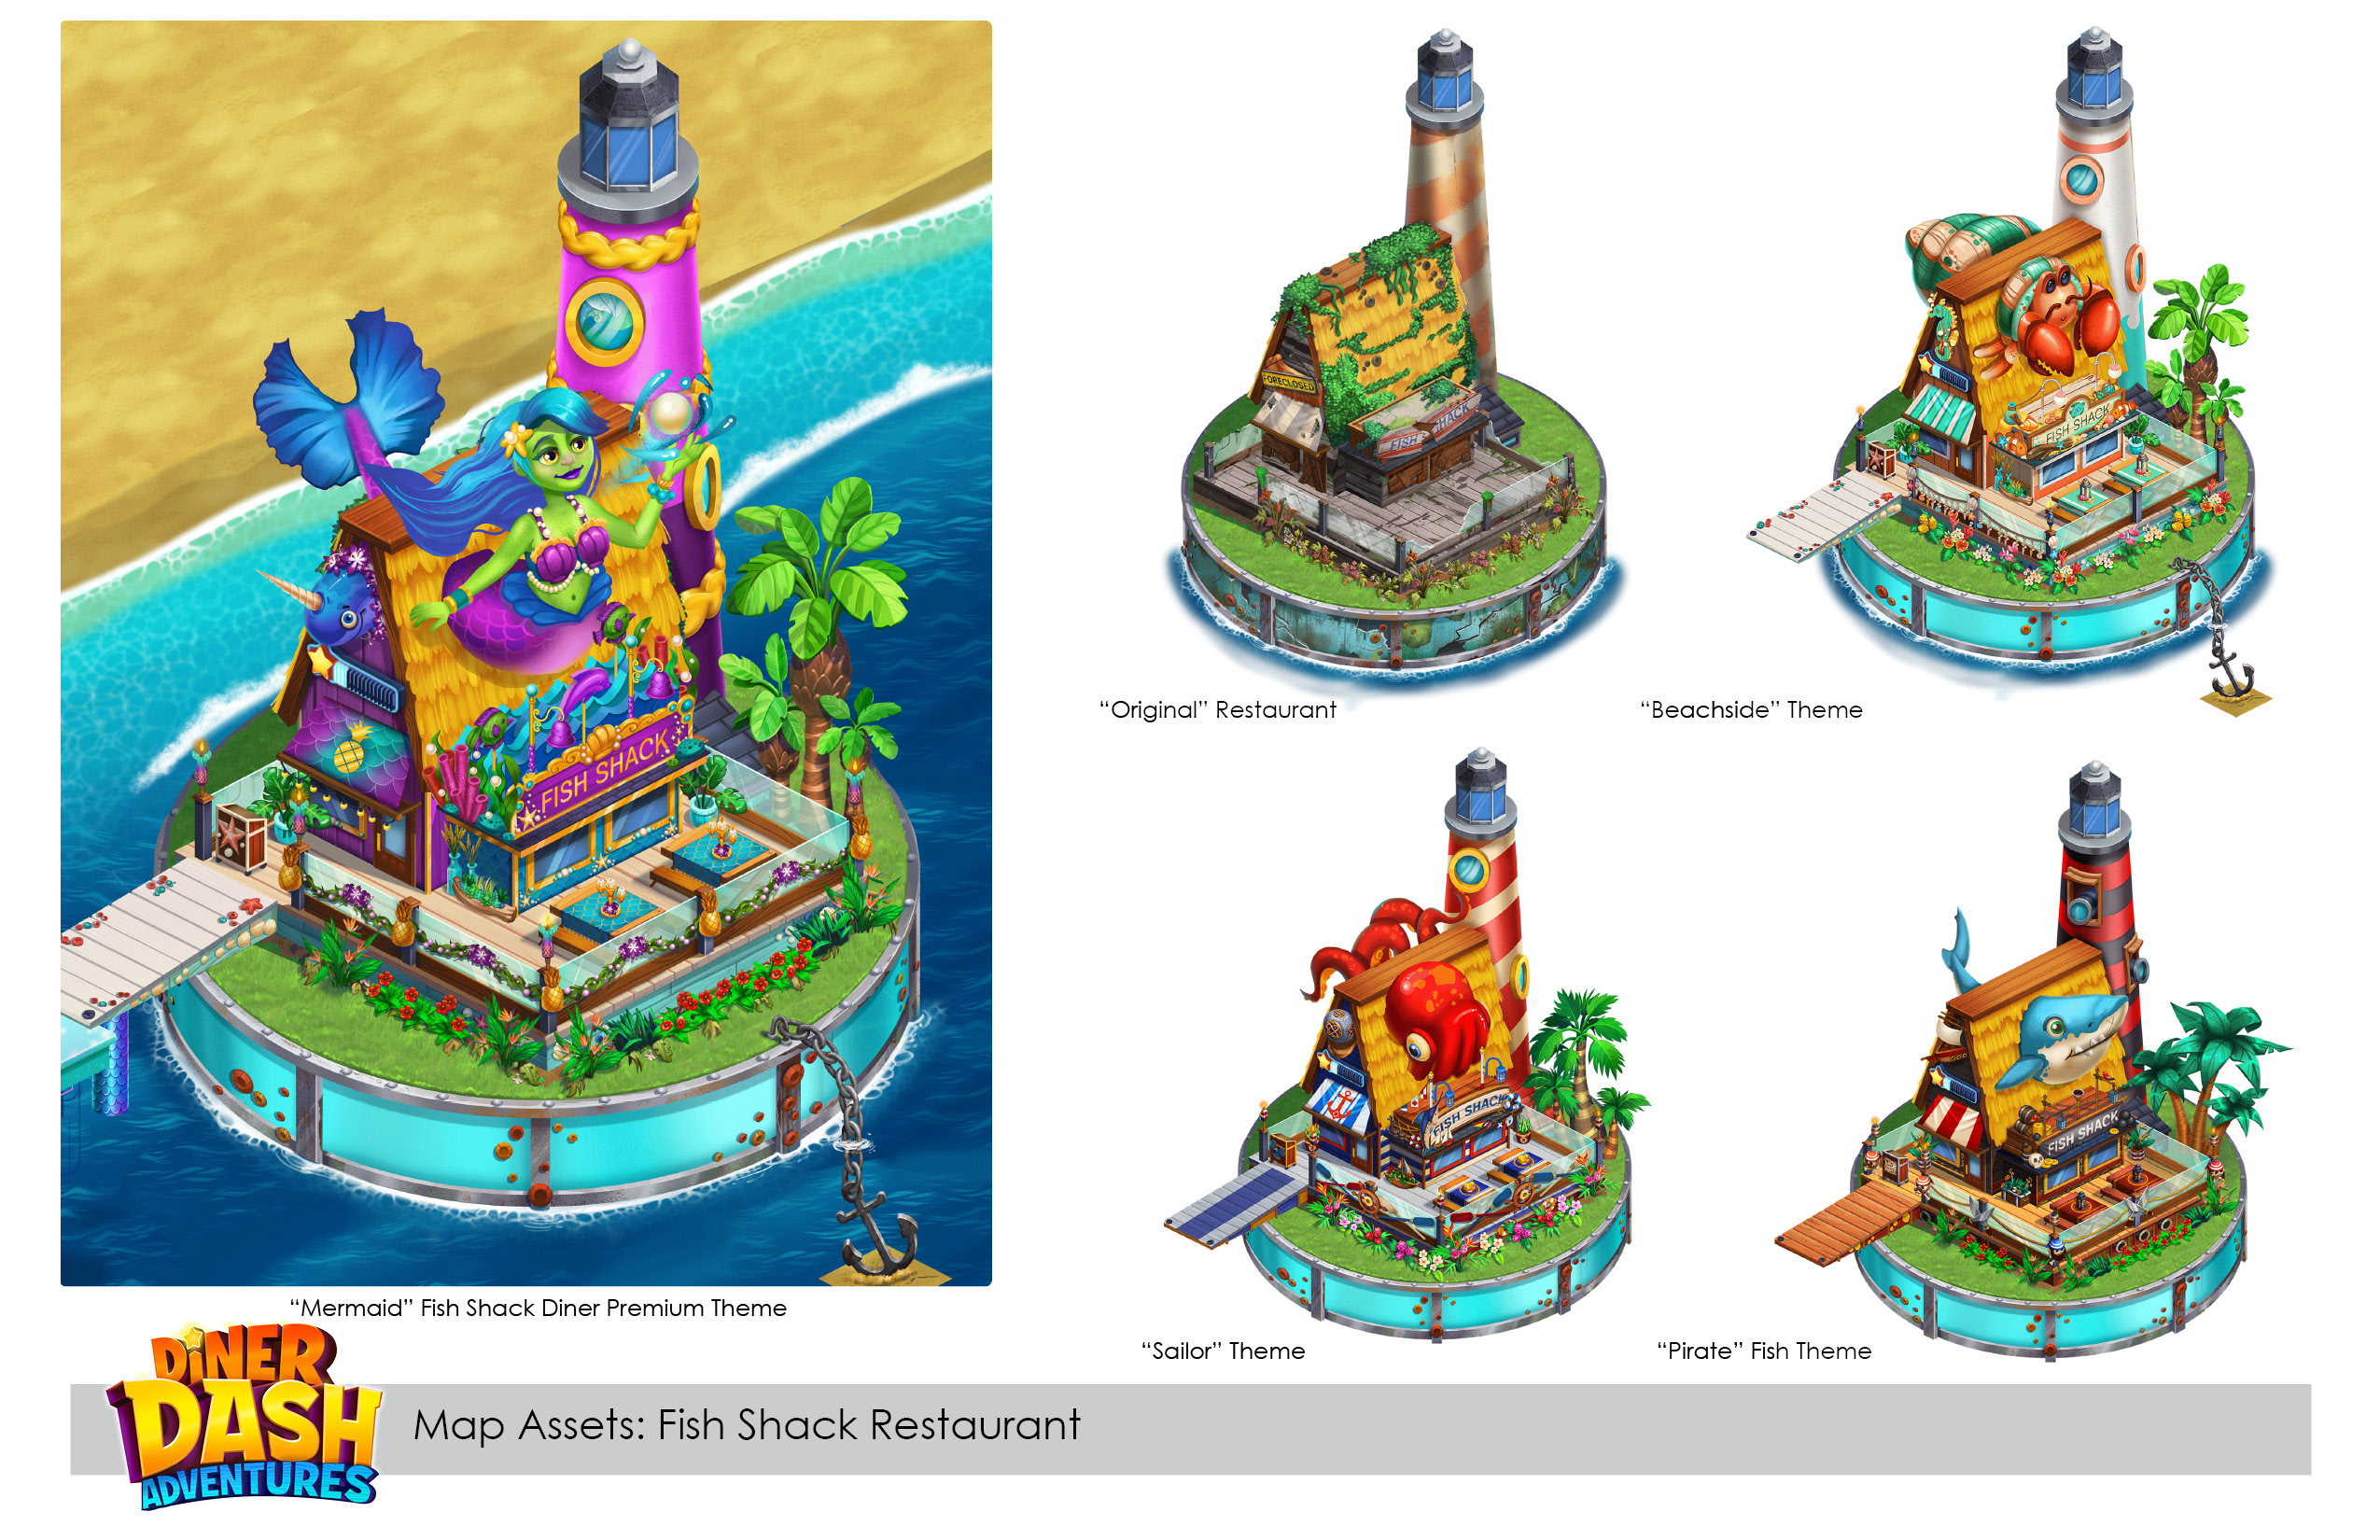 FISH SHACK
“Mermaid” Fish Shack Diner Premium Theme
FORECLOSED
FISH SHACK
“Original” Restaurant
FISH SHACK
“Beachside” Theme
FISH SHACK
“Sailor” Theme
FISH SHACK
“Pirate” Fish Theme
DINER
DASH
ADVENTURES
Map Assets: Fish Shack Restaurant